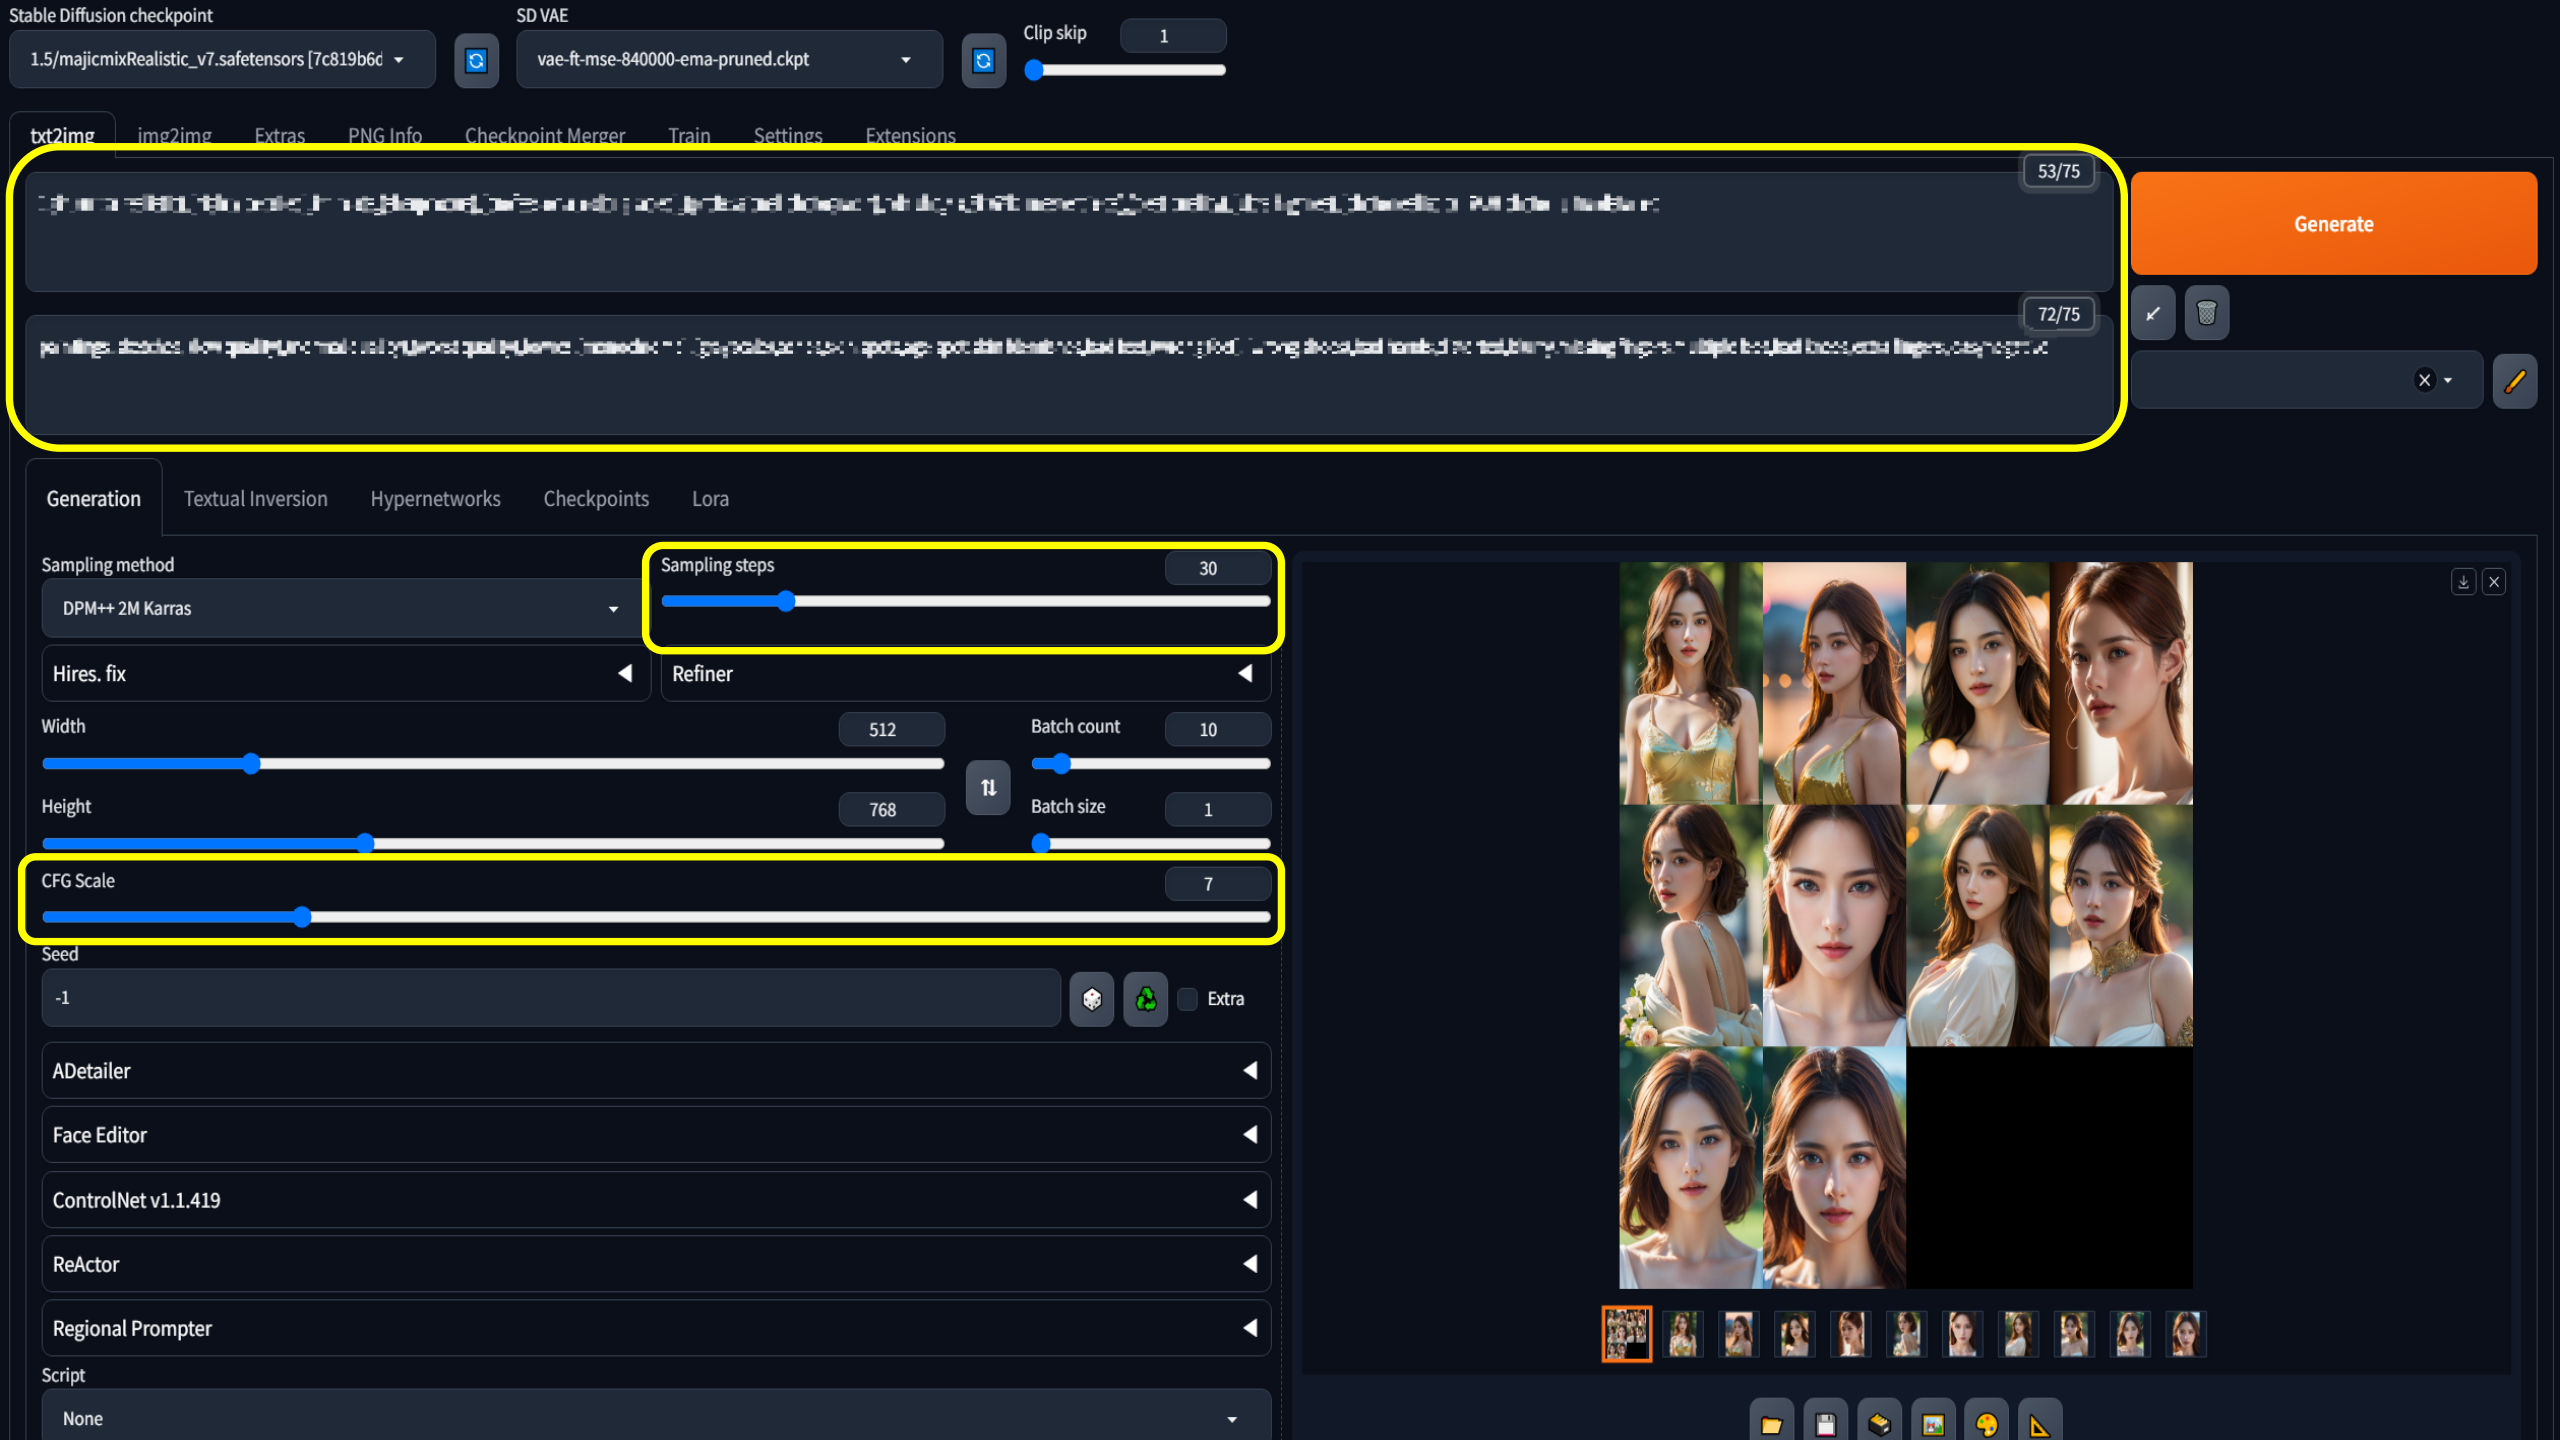 Stable Diffusion checkpoint
SD VAE
Clip skip
1
1.5/majicmixRealistic_v7.safetensors [7c819b6d
vae-ft-mse-840000-ema-pruned.ckpt
txt2img
img2img
Extras
PNG Info
Checkpoint Merger
Train
Settings
Extensions
53/75
Generate
72/75
Generation
Textual Inversion
Hypernetworks
Checkpoints
Lora
Sampling method
DPM++ 2M Karras
Sampling steps
30
Hires. fix
Refiner
Width
512
Batch count
10
Height
768
Batch size
1
CFG Scale
7
Seed
-1
Extra
ADetailer
Face Editor
ControlNet v1.1.419
ReActor
Regional Prompter
Script
None